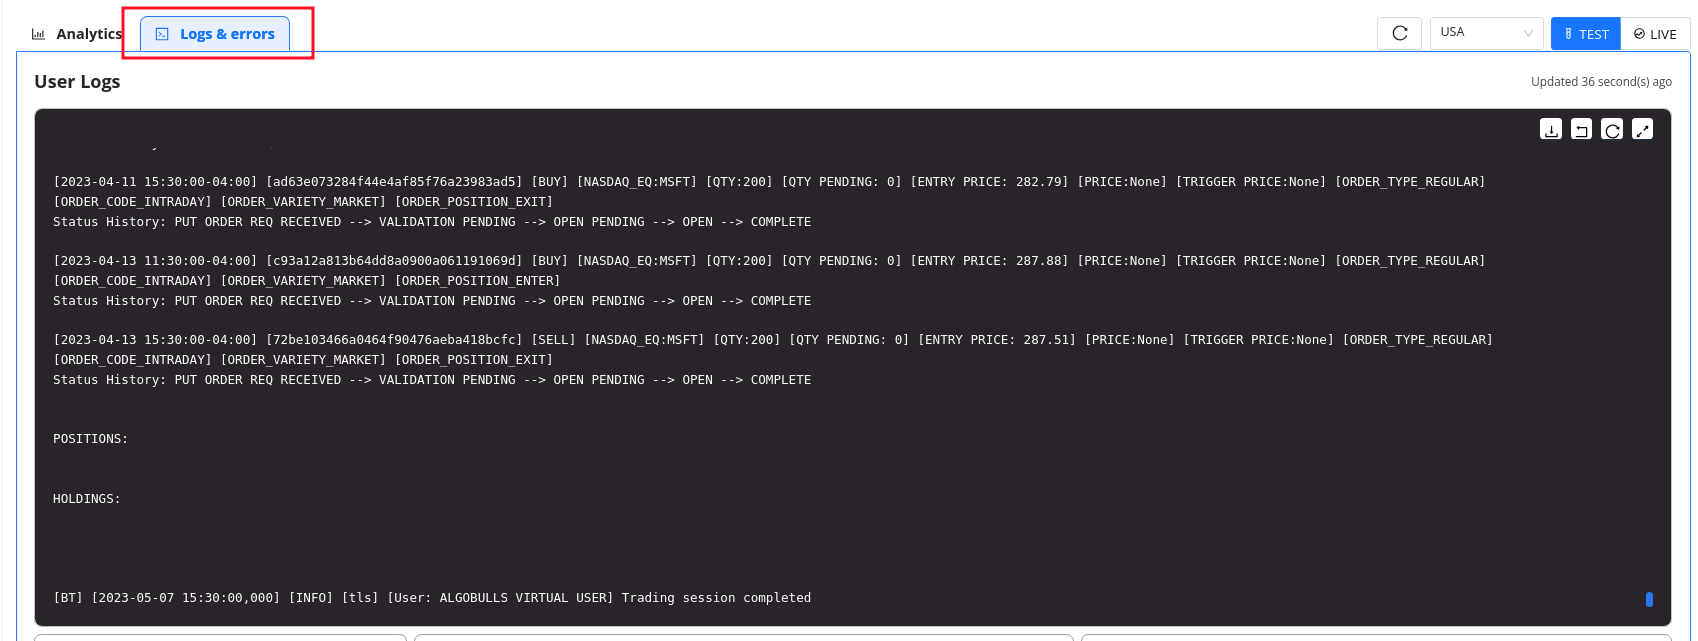 Analytics
Logs & errors
USA
TEST
LIVE
User Logs
Updated 36 second(s) ago
[2023-04-11 15:30:00-04:00] [ad63e073284f44e4af85f76a23983ad5] [BUY] [NASDAQ_EQ:MSFT] [QTY:200] [QTY PENDING: 0] [ENTRY PRICE: 282.79] [PRICE:None] [TRIGGER PRICE:None] [ORDER_TYPE_REGULAR]
[ORDER_CODE_INTRADAY] [ORDER_VARIETY_MARKET] [ORDER_POSITION_EXIT]
Status History: PUT ORDER REQ RECEIVED --> VALIDATION PENDING --> OPEN PENDING --> OPEN --> COMPLETE
[2023-04-13 11:30:00-04:00] [c93a12a813b64dd8a0900a061191069d] [BUY] [NASDAQ_EQ:MSFT] [QTY:200] [QTY PENDING: 0] [ENTRY PRICE: 287.88] [PRICE:None] [TRIGGER PRICE:None] [ORDER_TYPE_REGULAR]
[ORDER_CODE_INTRADAY] [ORDER_VARIETY_MARKET] [ORDER_POSITION_ENTER]
Status History: PUT ORDER REQ RECEIVED --> VALIDATION PENDING --> OPEN PENDING --> OPEN --> COMPLETE
[2023-04-13 15:30:00-04:00] [72be103466a0464f90476aeba418bcfc] [SELL] [NASDAQ_EQ:MSFT] [QTY:200] [QTY PENDING: 0] [ENTRY PRICE: 287.51] [PRICE:None] [TRIGGER PRICE:None] [ORDER_TYPE_REGULAR]
[ORDER_CODE_INTRADAY] [ORDER_VARIETY_MARKET] [ORDER_POSITION_EXIT]
Status History: PUT ORDER REQ RECEIVED --> VALIDATION PENDING --> OPEN PENDING --> OPEN --> COMPLETE
POSITIONS:
HOLDINGS:
[BT] [2023-05-07 15:30:00,000] [INFO] [tls] [User: ALGOBULLS VIRTUAL USER] Trading session completed